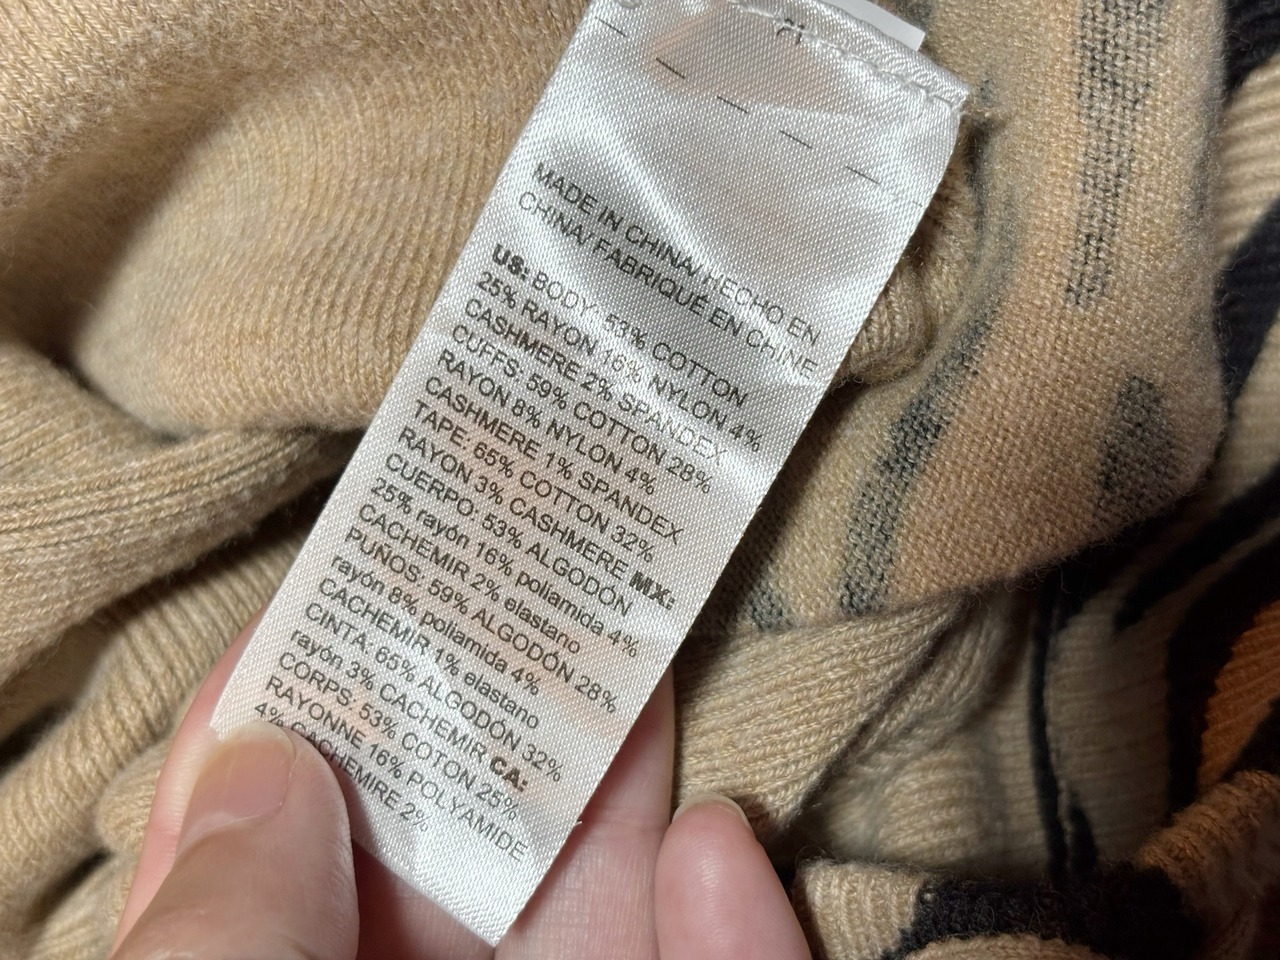 MADE IN CHINA/ HECHO EN
CHINA/ FABRIQUÉ EN CHINE
US: BODY: 53% COTTON
25% RAYON 16% NYLON 4%
CASHMERE 2% SPANDEX
CUFFS: 59% COTTON 28%
RAYON 8% NYLON 4%
CASHMERE 1% SPANDEX
TAPE: 65% COTTON 32%
RAYON 3% CASHMERE MX:
CUERPO: 53% ALGODÓN
25% rayón 16% poliamida 4%
CACHEMIR 2% elastano
PUÑOS: 59% ALGODÓN 28%
rayón 8% poliamida 4%
CACHEMIR 1% elastano
CINTA: 65% ALGODÓN 32%
rayón 3% CACHEMIR CA:
CORPS: 53% COTON 25%
RAYONNE 16% POLYAMIDE
4% CACHEMIRE 2%